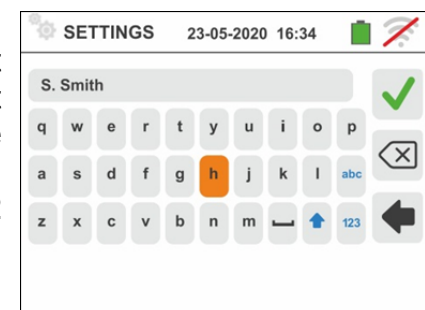 SETTINGS 23-05-2020 16:34
S. Smith
q w e r t y u i o p
a s d f g h j k l abc
z x c v b n m 123